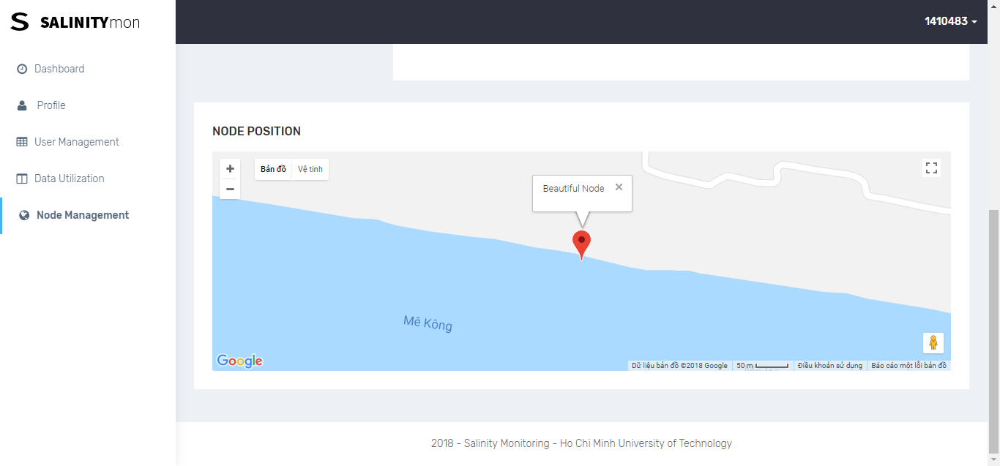 S SALINITYmon
1410483
Dashboard
Profile
User Management
Data Utilization
Node Management
NODE POSITION
+
Bản đồ Vệ tinh
−
Beautiful Node ×
Mê Kông
Google
Dữ liệu bản đồ ©2018 Google 50 m Điều khoản sử dụng Báo cáo một lỗi bản đồ
2018 - Salinity Monitoring - Ho Chi Minh University of Technology